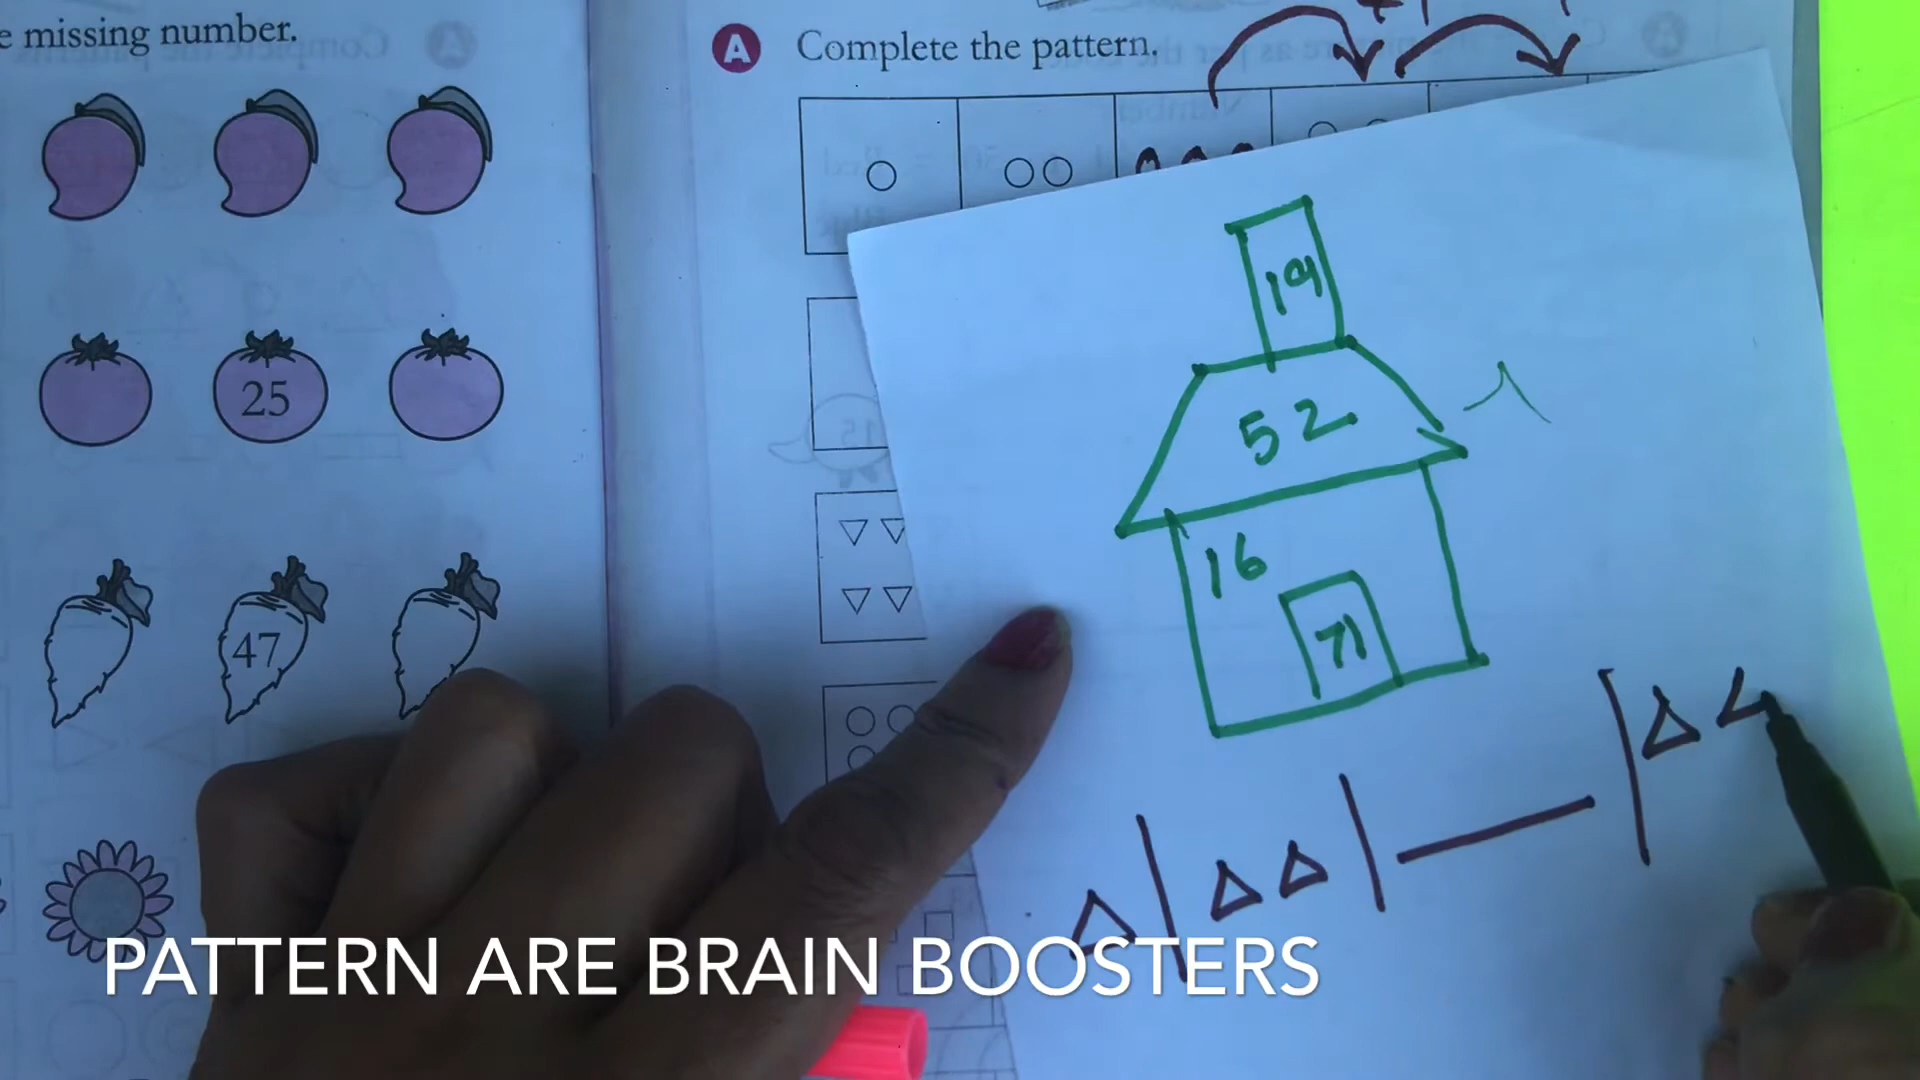 e missing number.
A Complete the pattern.
19
52
25
16
71
47
PATTERN ARE BRAIN BOOSTERS